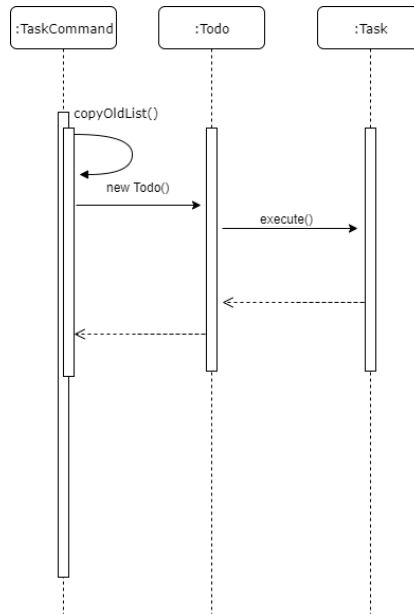 :TaskCommand
:Todo
:Task
copyOldList()
new Todo()
execute()